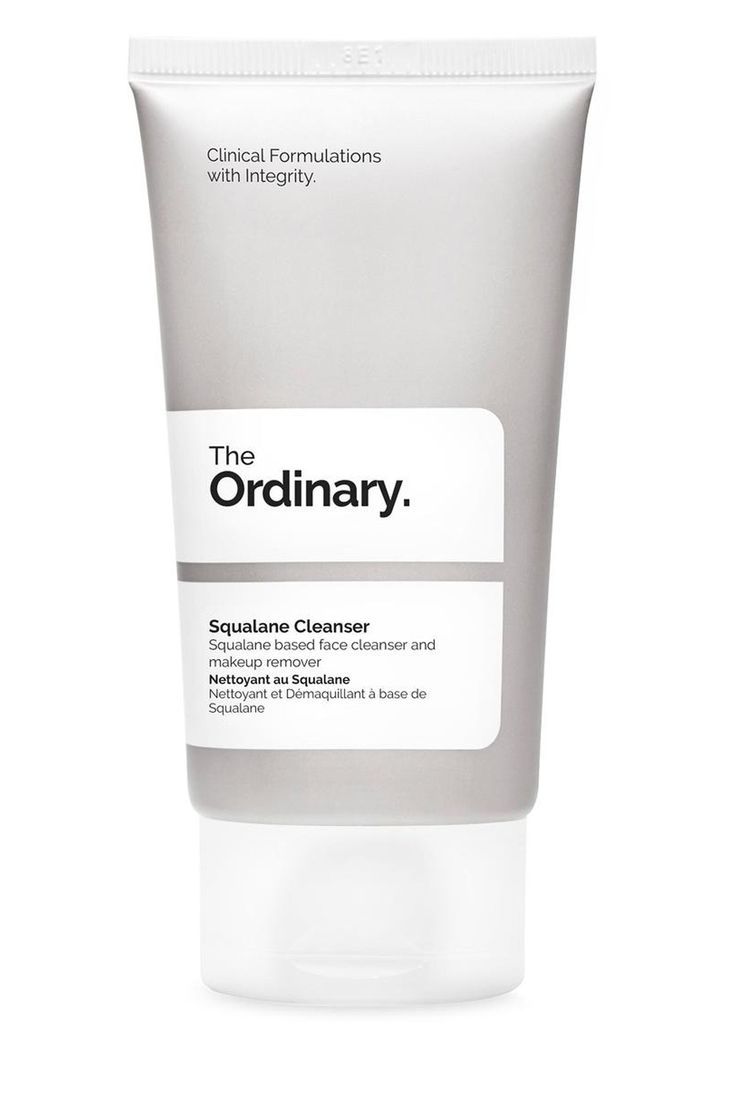 Clinical Formulations
with Integrity.
The
Ordinary.
Squalane Cleanser
Squalane based face cleanser and
makeup remover
Nettoyant au Squalane
Nettoyant et Démaquillant à base de
Squalane